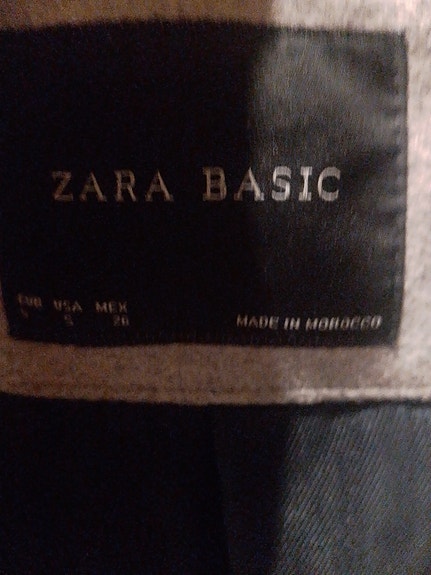 ZARA BASIC
EUR USA MEX
S S 26
MADE IN MOROCCO